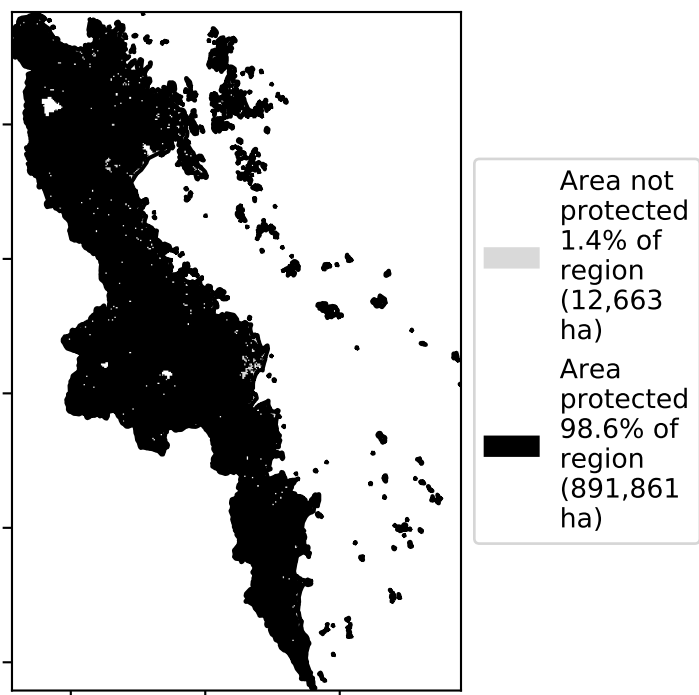 Area not
protected
1.4% of
region
(12,663
ha)
Area
protected
98.6% of
region
(891,861
ha)